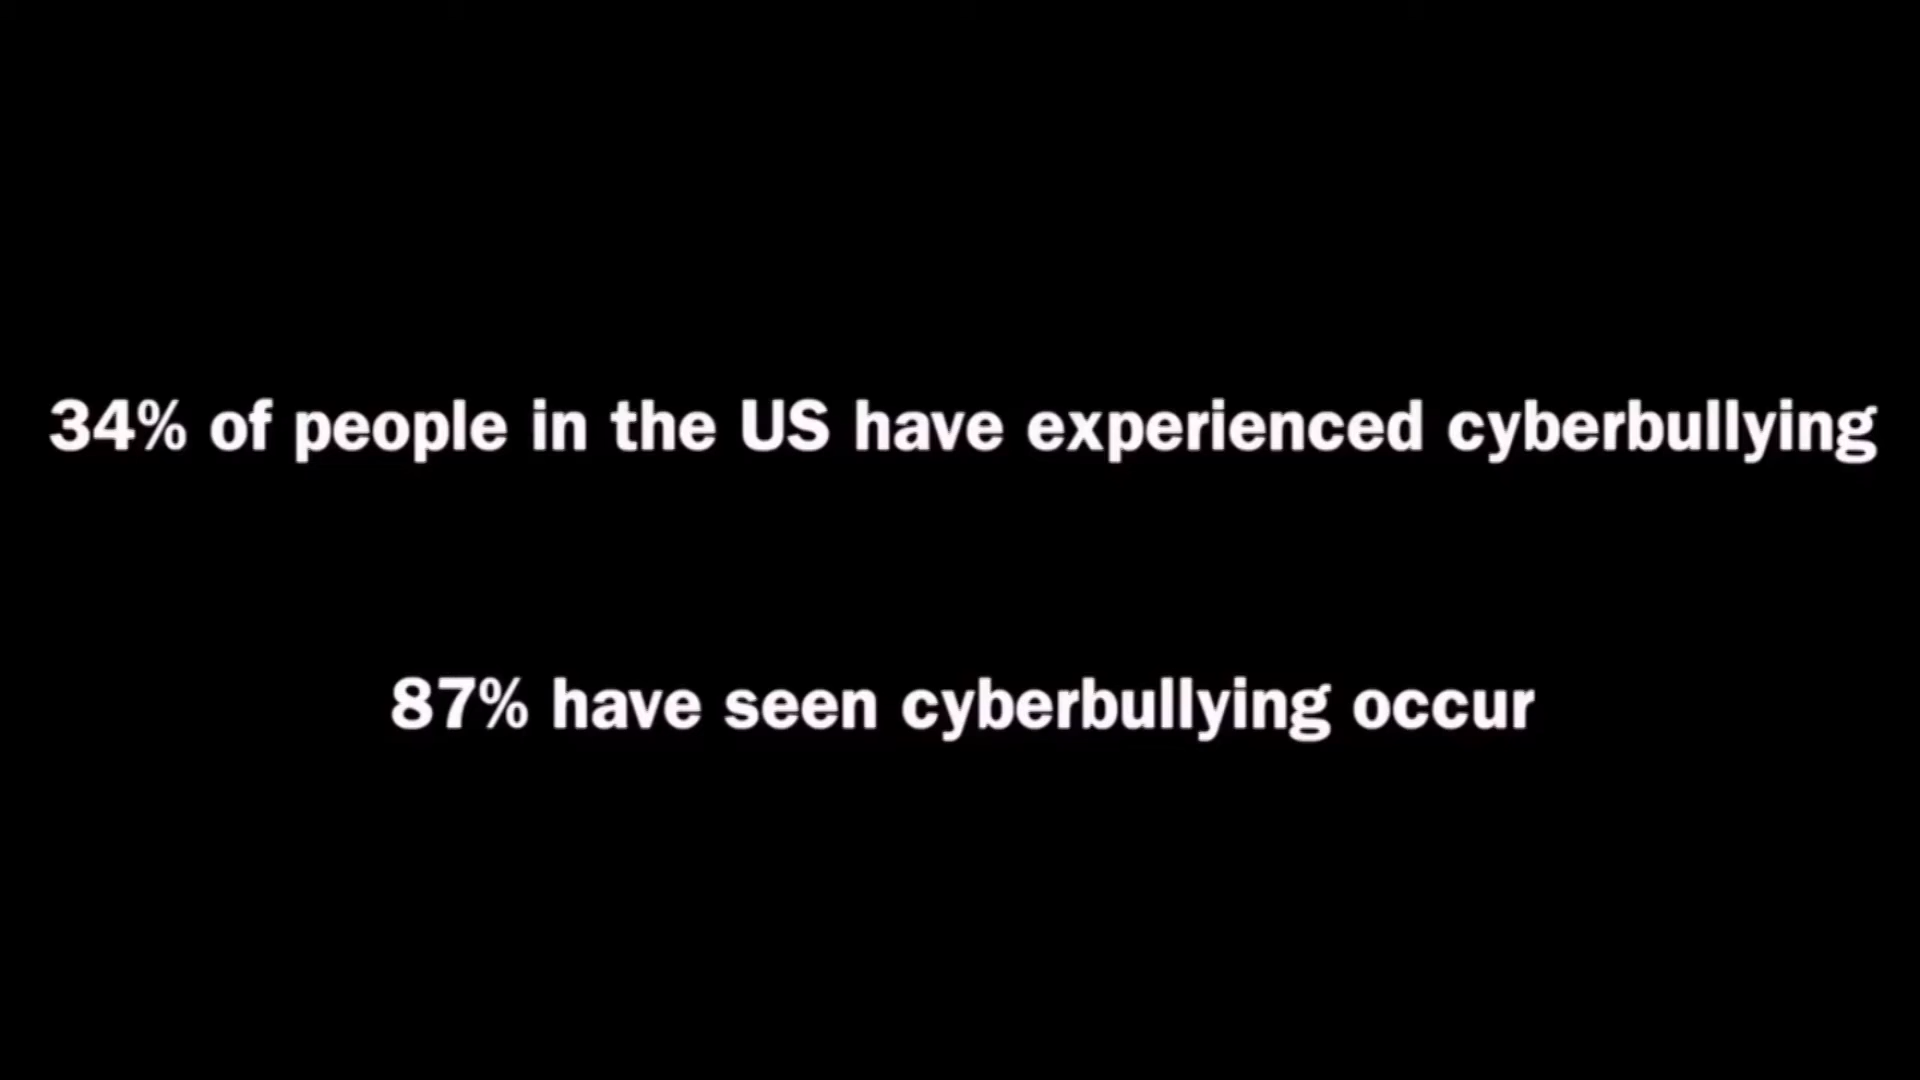 34% of people in the US have experienced cyberbullying
87% have seen cyberbullying occur